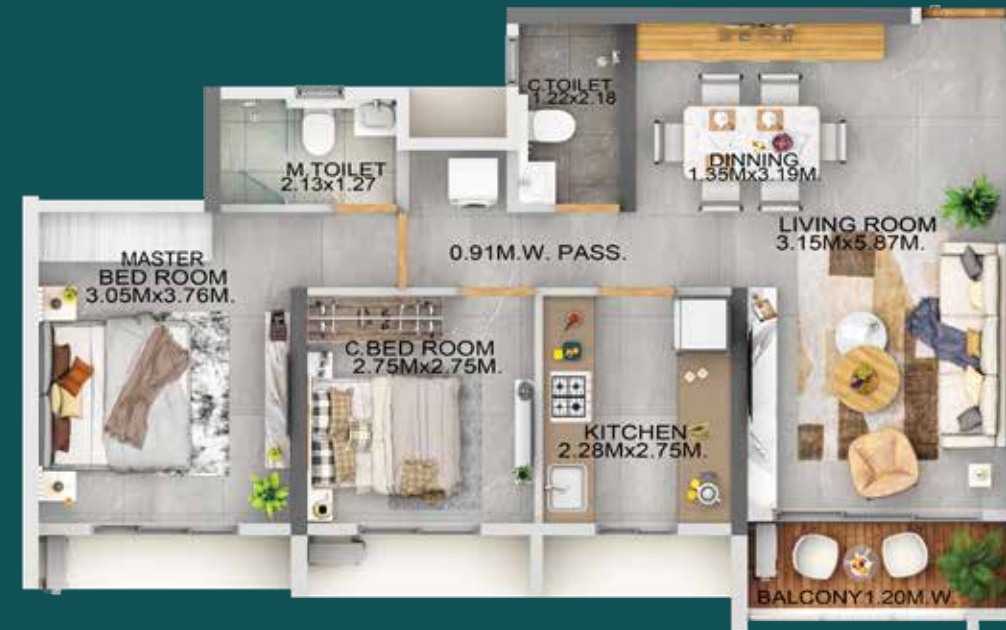 C.TOILET
1.22x2.18
M.TOILET
2.13x1.27
DINNING
1.35Mx3.19M.
LIVING ROOM
3.15Mx5.87M.
0.91M.W. PASS.
MASTER
BED ROOM
3.05Mx3.76M.
C.BED ROOM
2.75Mx2.75M.
KITCHEN
2.28Mx2.75M.
BALCONY1.20M.W.